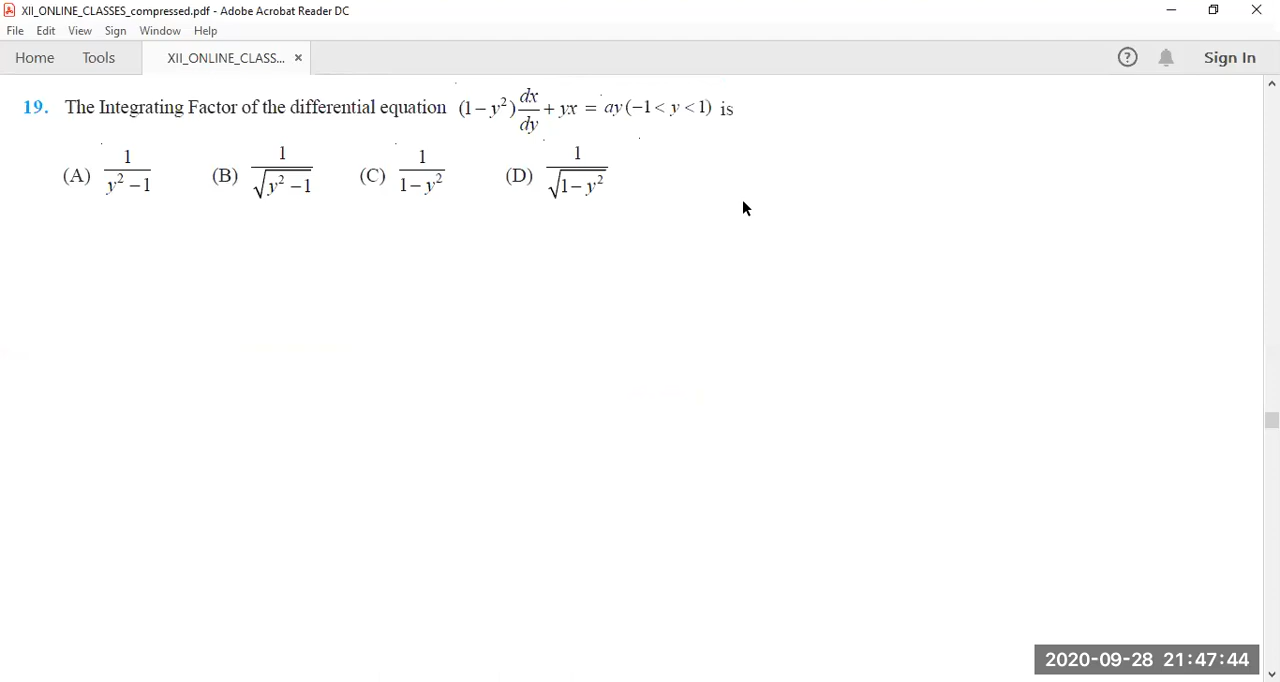 XII_ONLINE_CLASSES_compressed.pdf - Adobe Acrobat Reader DC
File Edit View Sign Window Help
Home Tools XII_ONLINE_CLASS... × Sign In
19. The Integrating Factor of the differential equation (1 − y²) dx/dy + yx = ay (−1 < y < 1) is
(A) 1/(y² − 1) (B) 1/√(y² − 1) (C) 1/(1 − y²) (D) 1/√(1 − y²)
2020-09-28 21:47:44